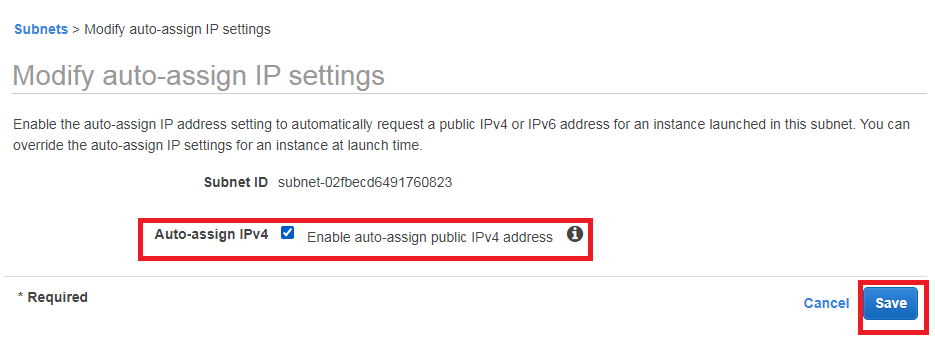 Subnets > Modify auto-assign IP settings
Modify auto-assign IP settings
Enable the auto-assign IP address setting to automatically request a public IPv4 or IPv6 address for an instance launched in this subnet. You can
override the auto-assign IP settings for an instance at launch time.
Subnet ID subnet-02fbecd6491760823
Auto-assign IPv4 Enable auto-assign public IPv4 address
* Required
Cancel Save